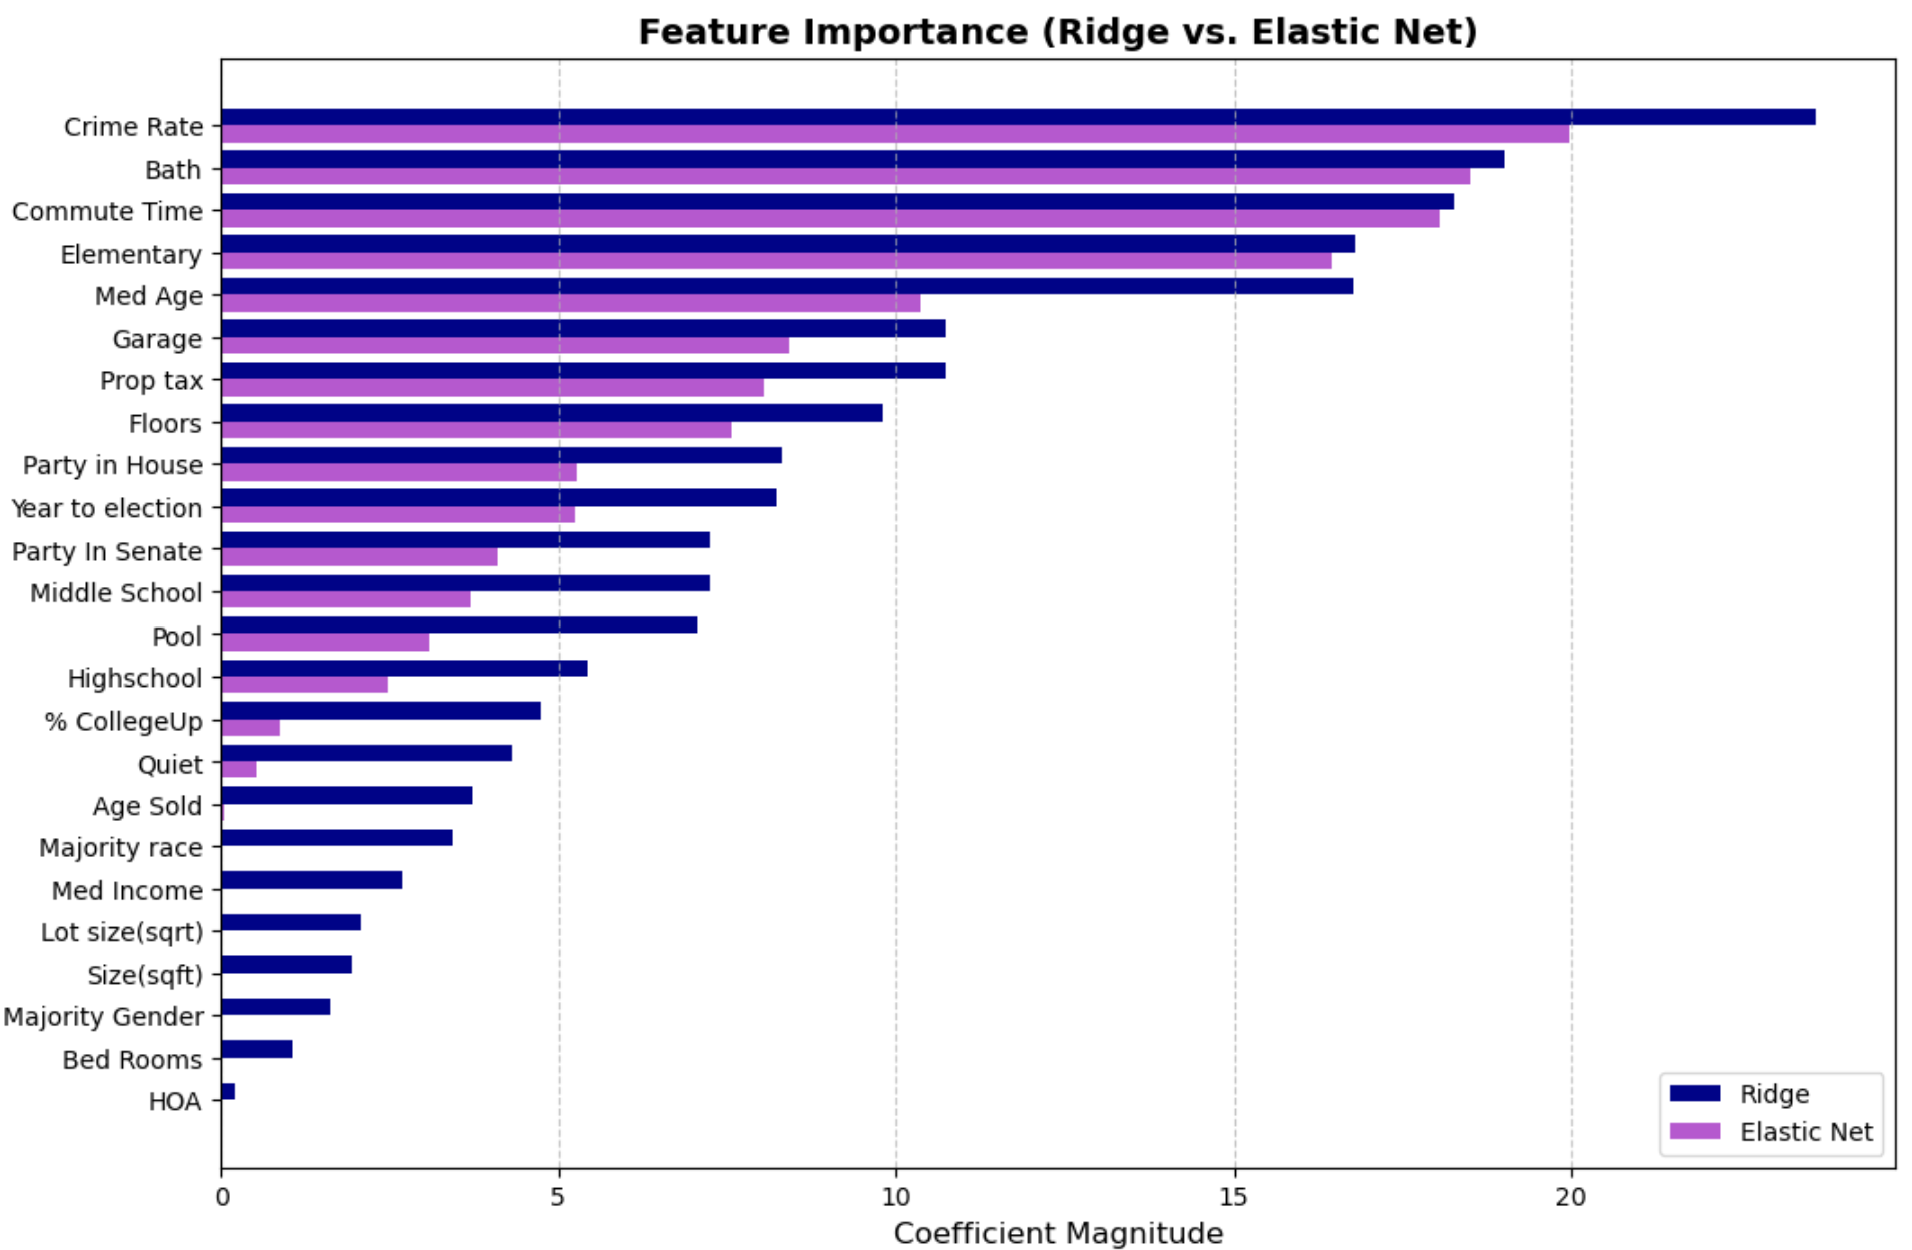 Feature Importance (Ridge vs. Elastic Net)
Crime Rate
Bath
Commute Time
Elementary
Med Age
Garage
Prop tax
Floors
Party in House
Year to election
Party In Senate
Middle School
Pool
Highschool
% CollegeUp
Quiet
Age Sold
Majority race
Med Income
Lot size(sqrt)
Size(sqft)
Majority Gender
Bed Rooms
HOA
Ridge
Elastic Net
0 5 10 15 20
Coefficient Magnitude